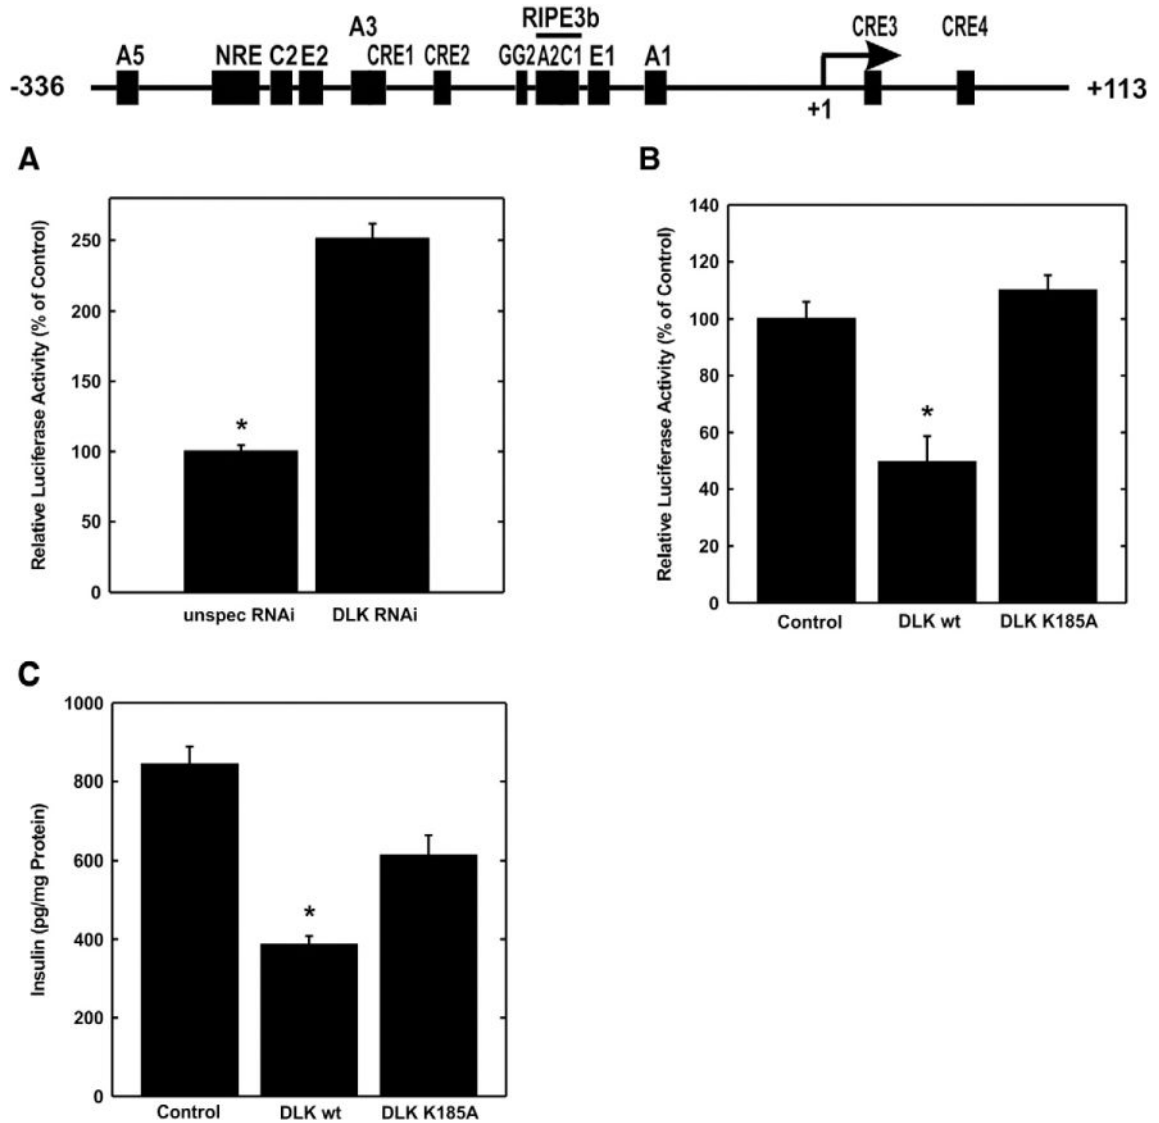 RIPE3b
A3 CRE3 CRE4
A5 NRE C2 E2 CRE1 CRE2 GG2 A2C1 E1 A1
-336 +113
+1
A
Relative Luciferase Activity (% of Control)
250
200
150
100
50
0
*
unspec RNAi DLK RNAi
B
Relative Luciferase Activity (% of Control)
140
120
100
80
60
40
20
0
*
Control DLK wt DLK K185A
C
Insulin (pg/mg Protein)
1000
800
600
400
200
0
*
Control DLK wt DLK K185A